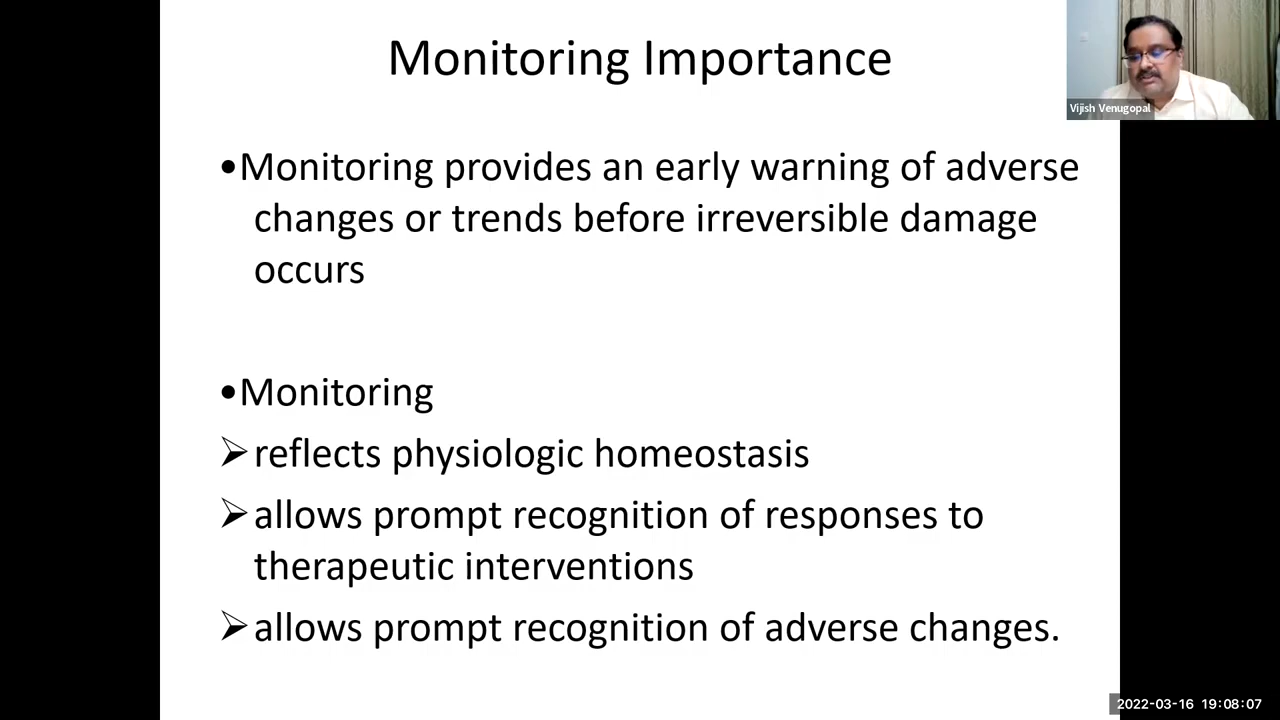 Monitoring Importance
Vijish Venugopal
•Monitoring provides an early warning of adverse
changes or trends before irreversible damage
occurs
•Monitoring
➢reflects physiologic homeostasis
➢allows prompt recognition of responses to
therapeutic interventions
➢allows prompt recognition of adverse changes.
2022-03-16 19:08:07